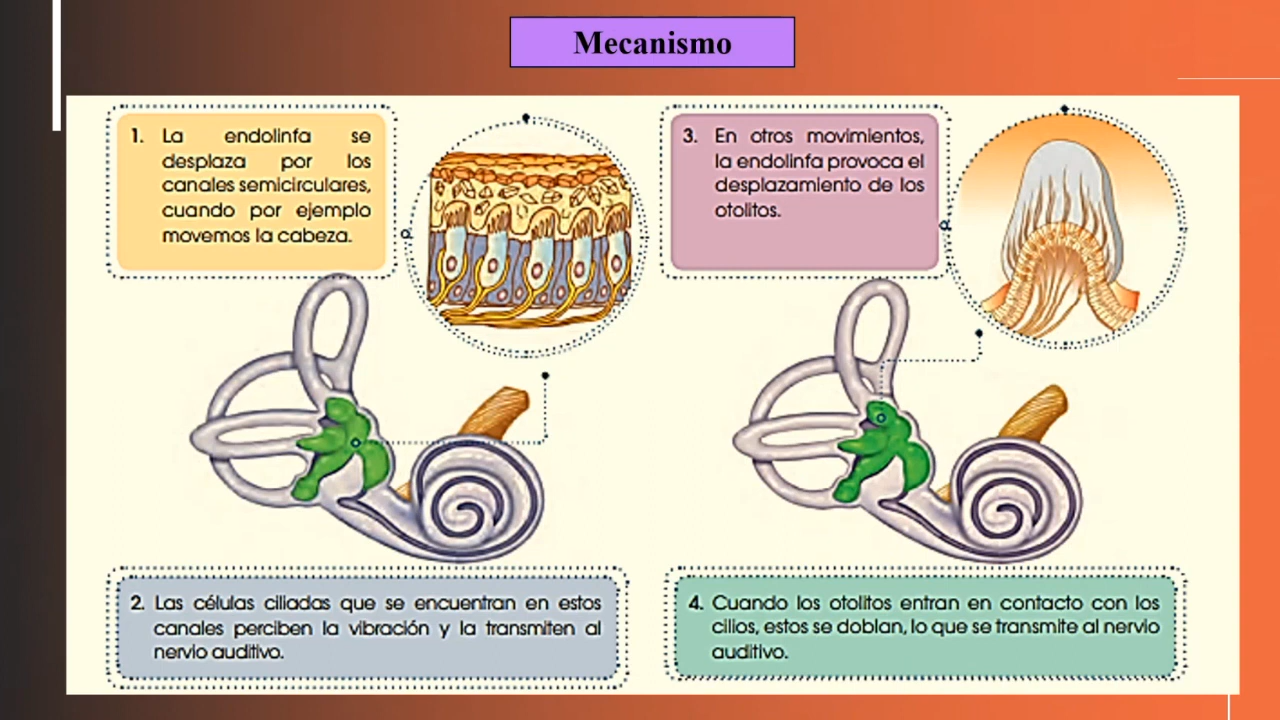 Mecanismo
1. La endolinfa se
desplaza por los
canales semicirculares,
cuando por ejemplo
movemos la cabeza.
3. En otros movimientos,
la endolinfa provoca el
desplazamiento de los
otolitos.
2. Las células ciliadas que se encuentran en estos
canales perciben la vibración y la transmiten al
nervio auditivo.
4. Cuando los otolitos entran en contacto con los
cilios, estos se doblan, lo que se transmite al nervio
auditivo.